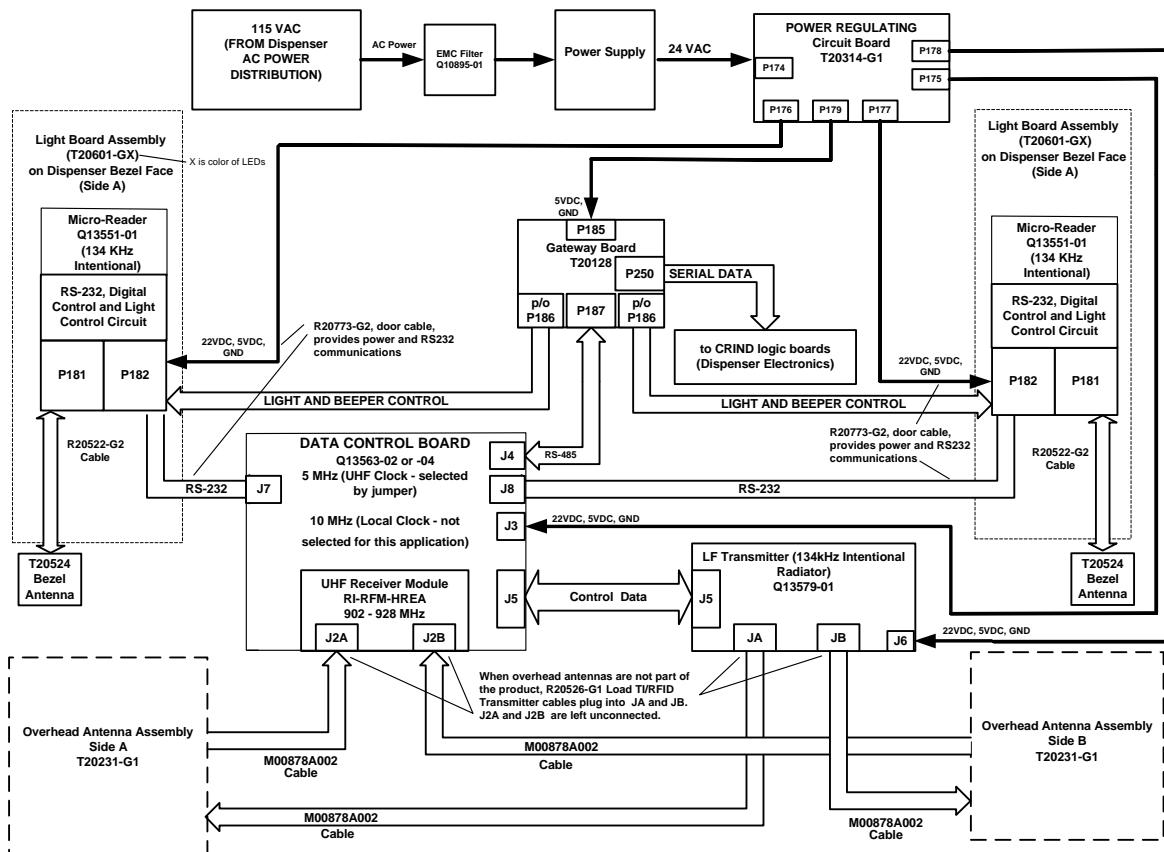 115 VAC
(FROM Dispenser
AC POWER
DISTRIBUTION)
AC Power
EMC Filter
Q10895-01
Power Supply
24 VAC
POWER REGULATING
Circuit Board
T20314-G1
P178
P175
P174
P176
P179
P177
Light Board Assembly
(T20601-GX)
on Dispenser Bezel Face
(Side A)
X is color of LEDs
Micro-Reader
Q13551-01
(134 KHz
Intentional)
RS-232, Digital
Control and Light
Control Circuit
P181
P182
22VDC, 5VDC,
GND
R20773-G2, door cable,
provides power and RS232
communications
R20522-G2
Cable
T20524
Bezel
Antenna
5VDC,
GND
P185
Gateway Board
T20128
P250
SERIAL DATA
p/o
P186
P187
p/o
P186
to CRIND logic boards
(Dispenser Electronics)
LIGHT AND BEEPER CONTROL
LIGHT AND BEEPER CONTROL
Light Board Assembly
(T20601-GX)
on Dispenser Bezel Face
(Side A)
Micro-Reader
Q13551-01
(134 KHz
Intentional)
RS-232, Digital
Control and Light
Control Circuit
22VDC, 5VDC,
GND
P182
P181
R20773-G2, door cable,
provides power and RS232
communications
R20522-G2
Cable
T20524
Bezel
Antenna
DATA CONTROL BOARD
Q13563-02 or -04
5 MHz (UHF Clock - selected
by jumper)
10 MHz (Local Clock - not
selected for this application)
J4
RS-485
J7
RS-232
J8
RS-232
J3
22VDC, 5VDC, GND
UHF Receiver Module
RI-RFM-HREA
902 - 928 MHz
J2A
J2B
J5
Control Data
LF Transmitter (134kHz Intentional
Radiator)
Q13579-01
J5
JA
JB
J6
22VDC, 5VDC, GND
When overhead antennas are not part of
the product, R20526-G1 Load TI/RFID
Transmitter cables plug into JA and JB.
J2A and J2B are left unconnected.
Overhead Antenna Assembly
Side A
T20231-G1
M00878A002
Cable
M00878A002
Cable
Overhead Antenna Assembly
Side B
T20231-G1
M00878A002
Cable
M00878A002
Cable